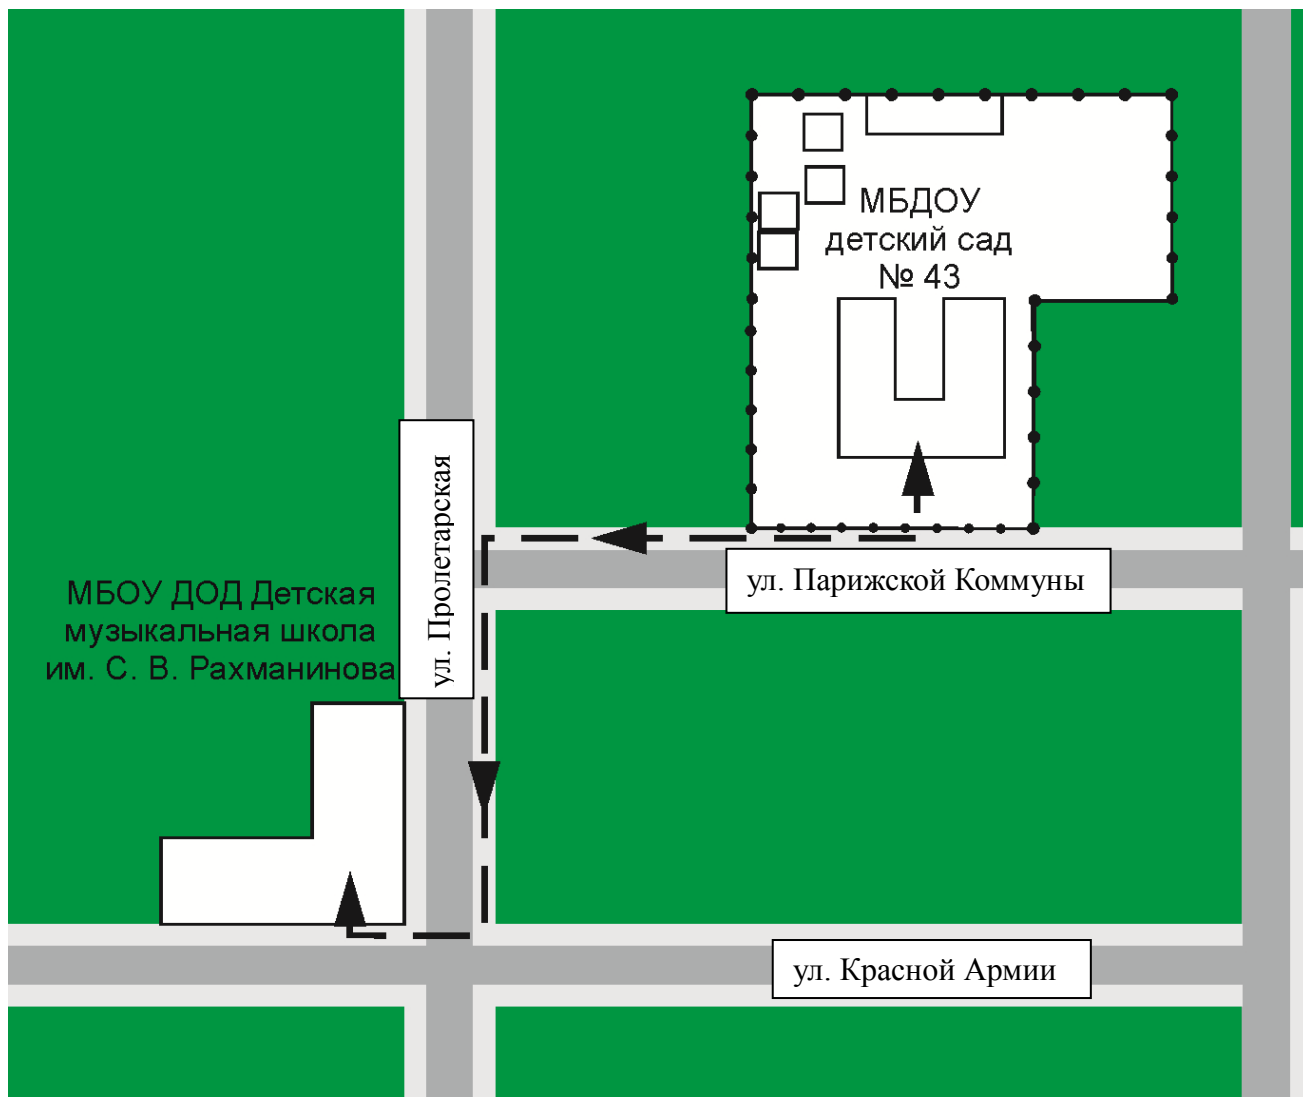 МБДОУ
детский сад
№ 43
ул. Пролетарская
ул. Парижской Коммуны
МБОУ ДОД Детская
музыкальная школа
им. С. В. Рахманинова
ул. Красной Армии